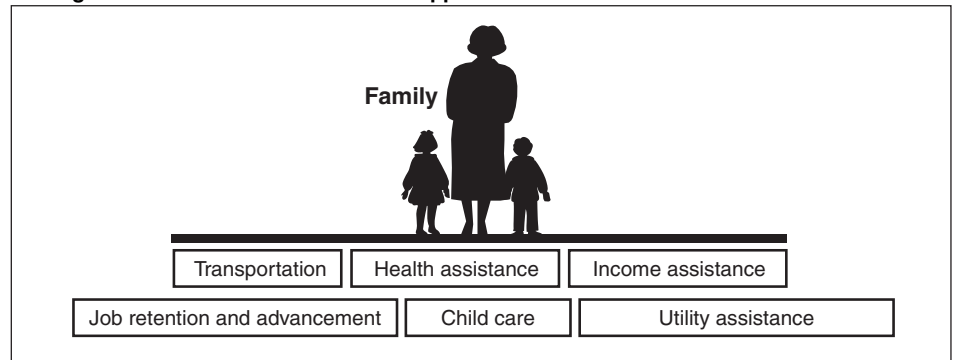 Family
Transportation
Health assistance
Income assistance
Job retention and advancement
Child care
Utility assistance